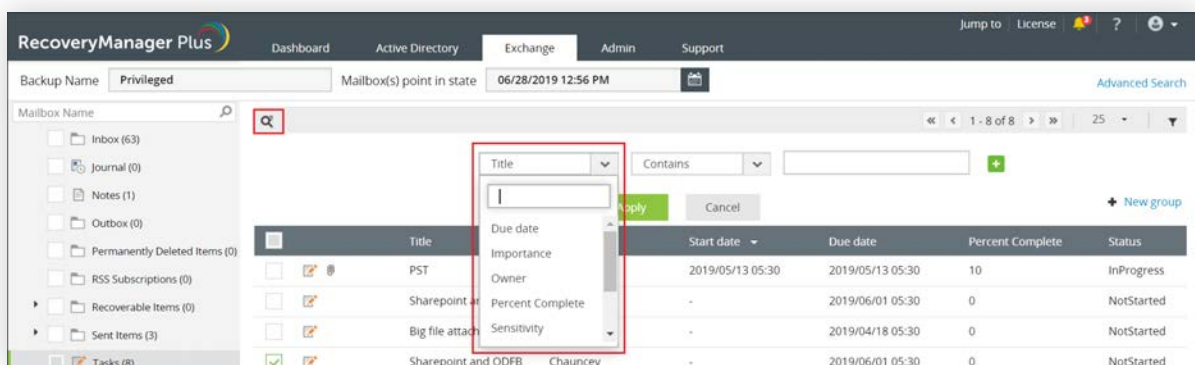 Jump to License 3 ?
RecoveryManager Plus Dashboard Active Directory Exchange Admin Support
Backup Name Privileged Mailbox(s) point in state 06/28/2019 12:56 PM Advanced Search
Mailbox Name 1 - 8 of 8 25
Inbox (63)
Journal (0) Title Contains
Notes (1)
Outbox (0) Apply Cancel New group
Due date
Permanently Deleted Items (0) Title Start date Due date Percent Complete Status
Importance
RSS Subscriptions (0) PST 2019/05/13 05:30 2019/05/13 05:30 10 InProgress
Owner
Recoverable Items (0) Sharepoint Percent Complete - 2019/06/01 05:30 0 NotStarted
Sent Items (3) Big file Sensitivity - 2019/04/18 05:30 0 NotStarted
Tasks (8) Sharepoint and ODFB Chauncey - 2019/06/01 05:30 0 NotStarted